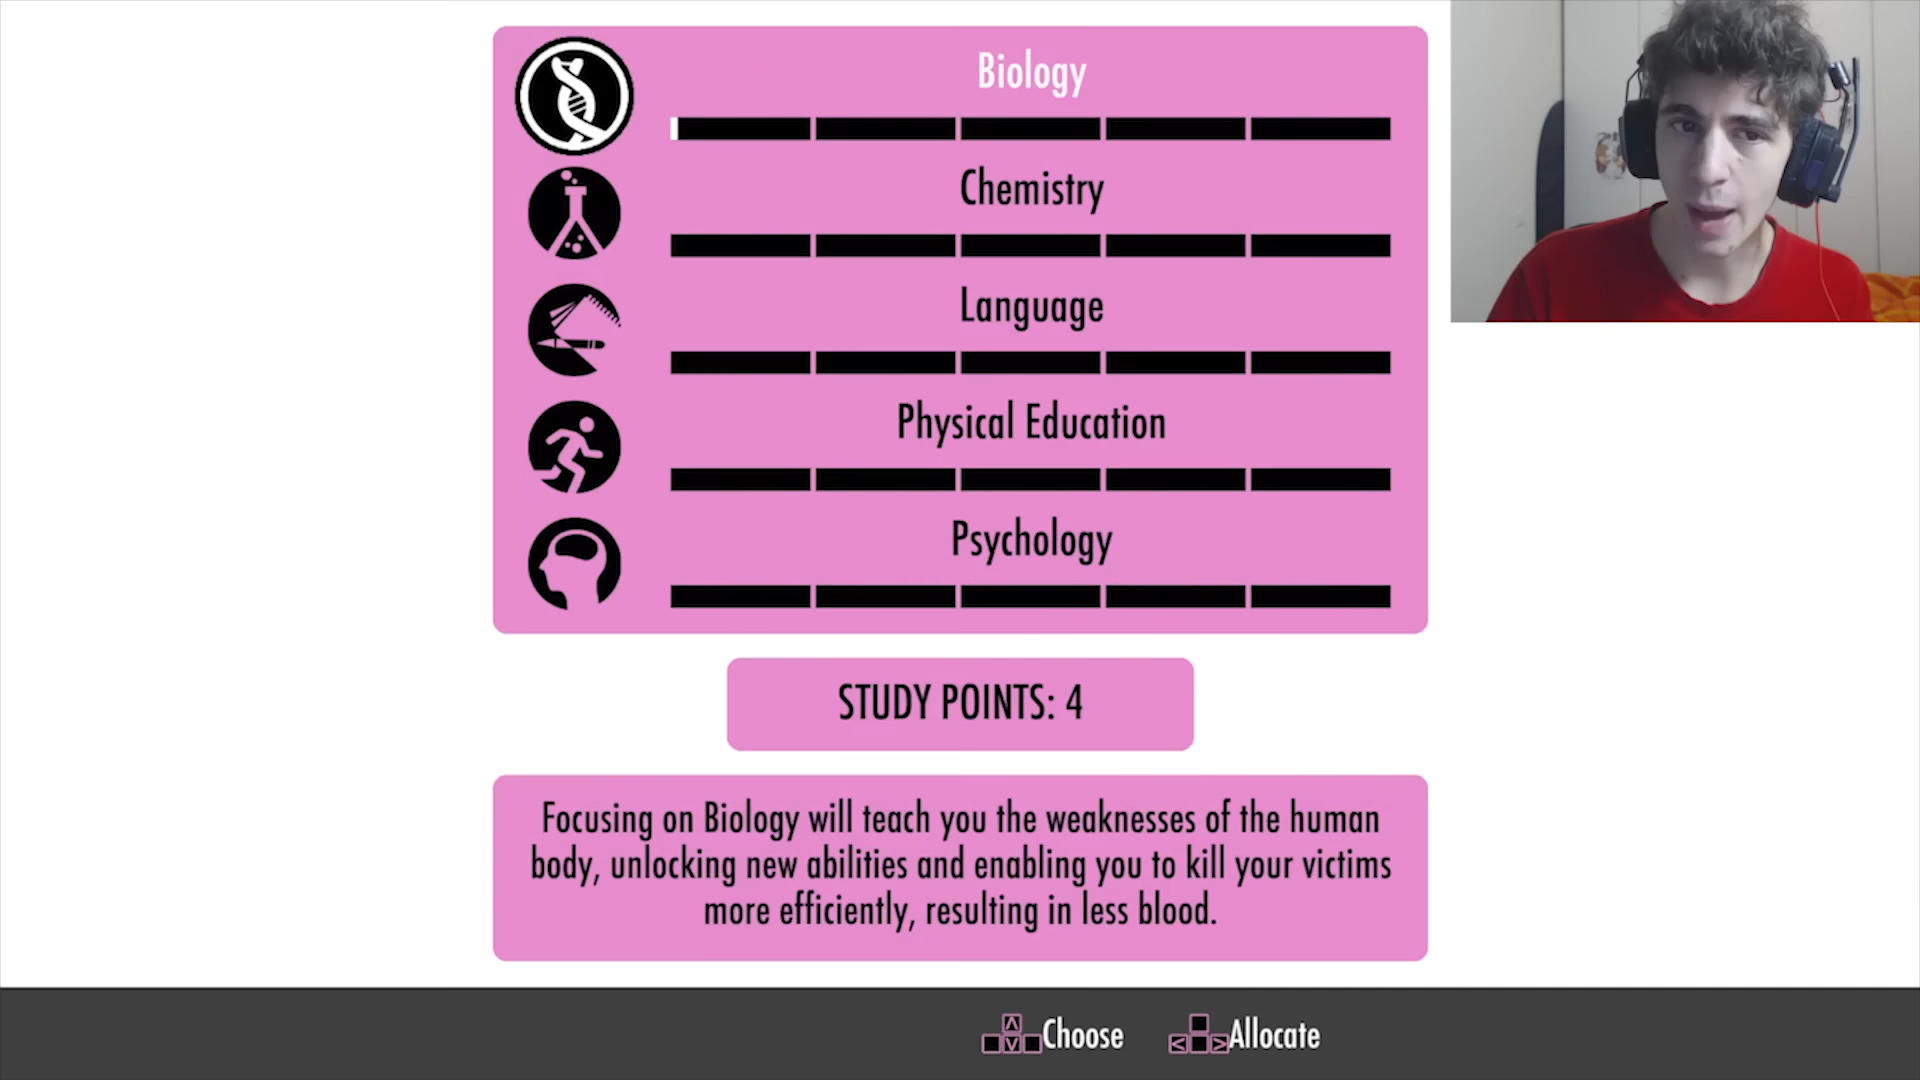 Biology
Chemistry
Language
Physical Education
Psychology
STUDY POINTS: 4
Focusing on Biology will teach you the weaknesses of the human
body, unlocking new abilities and enabling you to kill your victims
more efficiently, resulting in less blood.
Choose
Allocate